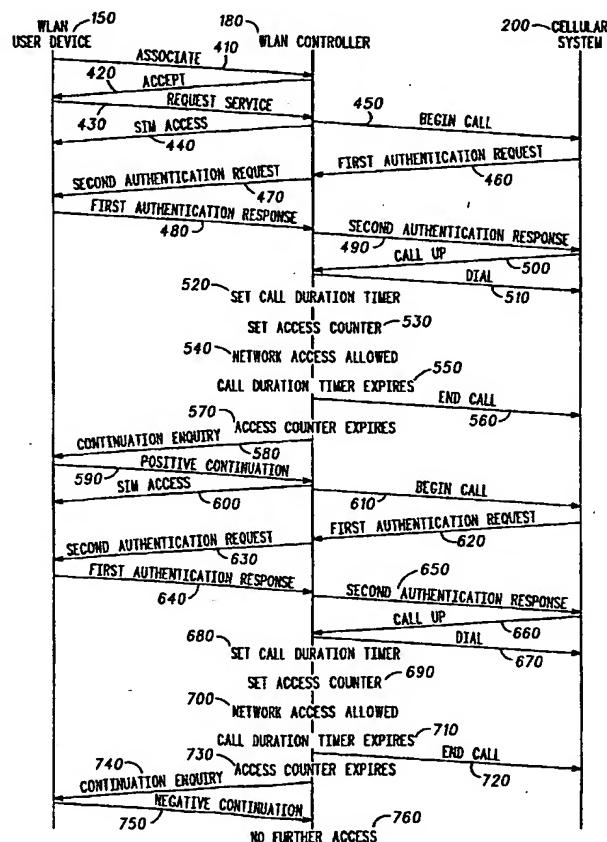 WLAN 150
USER DEVICE
180
WLAN CONTROLLER
200 CELLULAR
SYSTEM
ASSOCIATE 410
420 ACCEPT
430 REQUEST SERVICE
SIM ACCESS 440
450 BEGIN CALL
FIRST AUTHENTICATION REQUEST 460
SECOND AUTHENTICATION REQUEST 470
FIRST AUTHENTICATION RESPONSE 480
490 SECOND AUTHENTICATION RESPONSE
CALL UP 500
DIAL 510
520 SET CALL DURATION TIMER
SET ACCESS COUNTER 530
540 NETWORK ACCESS ALLOWED
CALL DURATION TIMER EXPIRES 550
END CALL 560
570 ACCESS COUNTER EXPIRES
CONTINUATION ENQUIRY 580
590 POSITIVE CONTINUATION
SIM ACCESS 600
610 BEGIN CALL
FIRST AUTHENTICATION REQUEST 620
SECOND AUTHENTICATION REQUEST 630
FIRST AUTHENTICATION RESPONSE 640
650 SECOND AUTHENTICATION RESPONSE
CALL UP 660
DIAL 670
680 SET CALL DURATION TIMER
SET ACCESS COUNTER 690
700 NETWORK ACCESS ALLOWED
CALL DURATION TIMER EXPIRES 710
END CALL 720
730 ACCESS COUNTER EXPIRES
740 CONTINUATION ENQUIRY
750 NEGATIVE CONTINUATION
NO FURTHER ACCESS 760